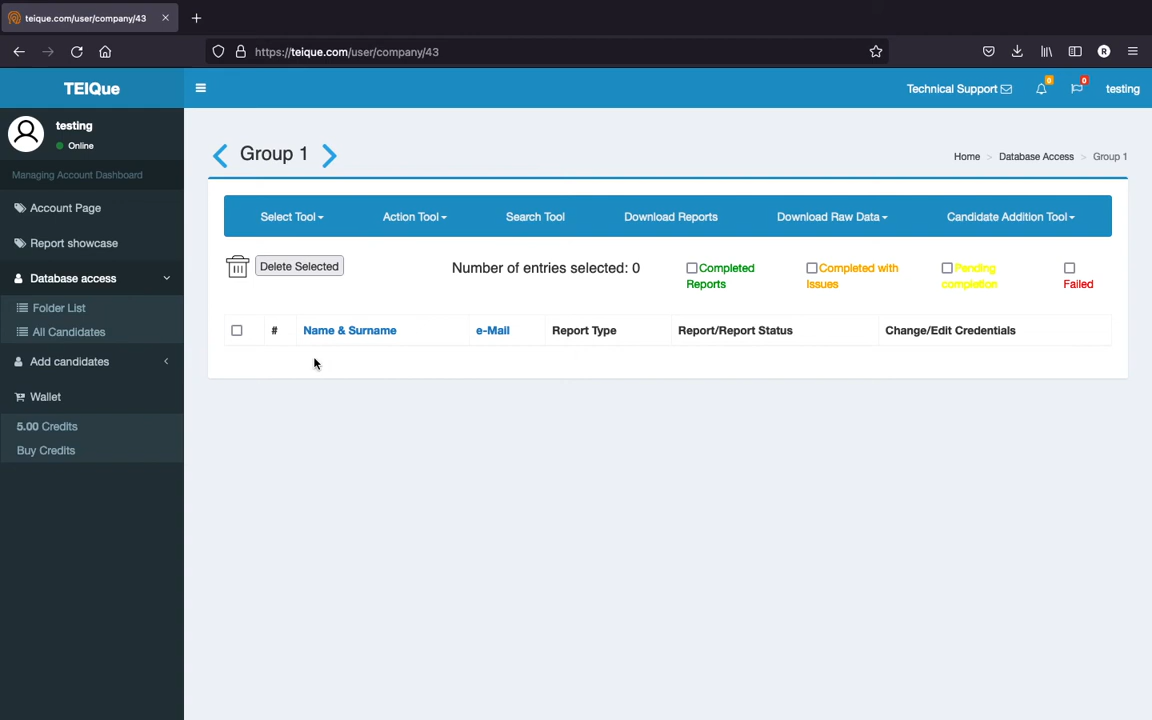 teique.com/user/company/43
https://teique.com/user/company/43
R
TEIQue
Technical Support
0
0
testing
testing
Online
Managing Account Dashboard
Account Page
Report showcase
Database access
Folder List
All Candidates
Add candidates
Wallet
5.00 Credits
Buy Credits
Group 1
Home > Database Access > Group 1
Select Tool
Action Tool
Search Tool
Download Reports
Download Raw Data
Candidate Addition Tool
Delete Selected
Number of entries selected: 0
Completed
Reports
Completed with
Issues
Pending
completion
Failed
# Name & Surname e-Mail Report Type Report/Report Status Change/Edit Credentials